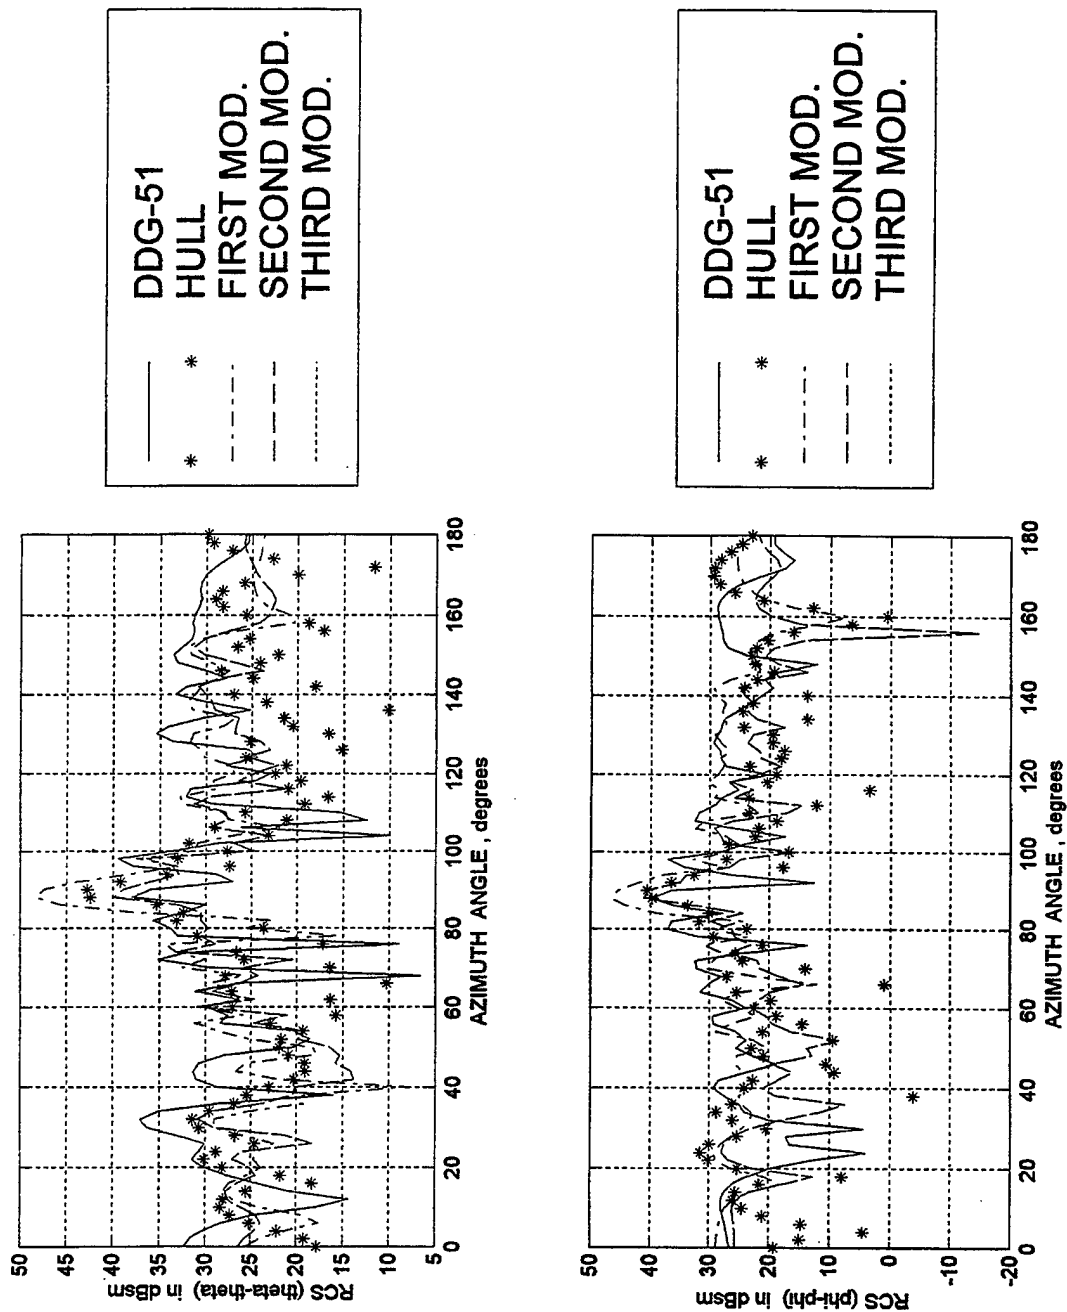 DDG-51
HULL
FIRST MOD.
SECOND MOD.
THIRD MOD.
50
45
40
35
30
25
20
15
10
5
RCS (theta-theta) in dBsm
0
20
40
60
80
100
120
140
160
180
AZIMUTH ANGLE , degrees
DDG-51
HULL
FIRST MOD.
SECOND MOD.
THIRD MOD.
50
40
30
20
10
0
-10
-20
RCS (phi-phi) in dBsm
0
20
40
60
80
100
120
140
160
180
AZIMUTH ANGLE , degrees